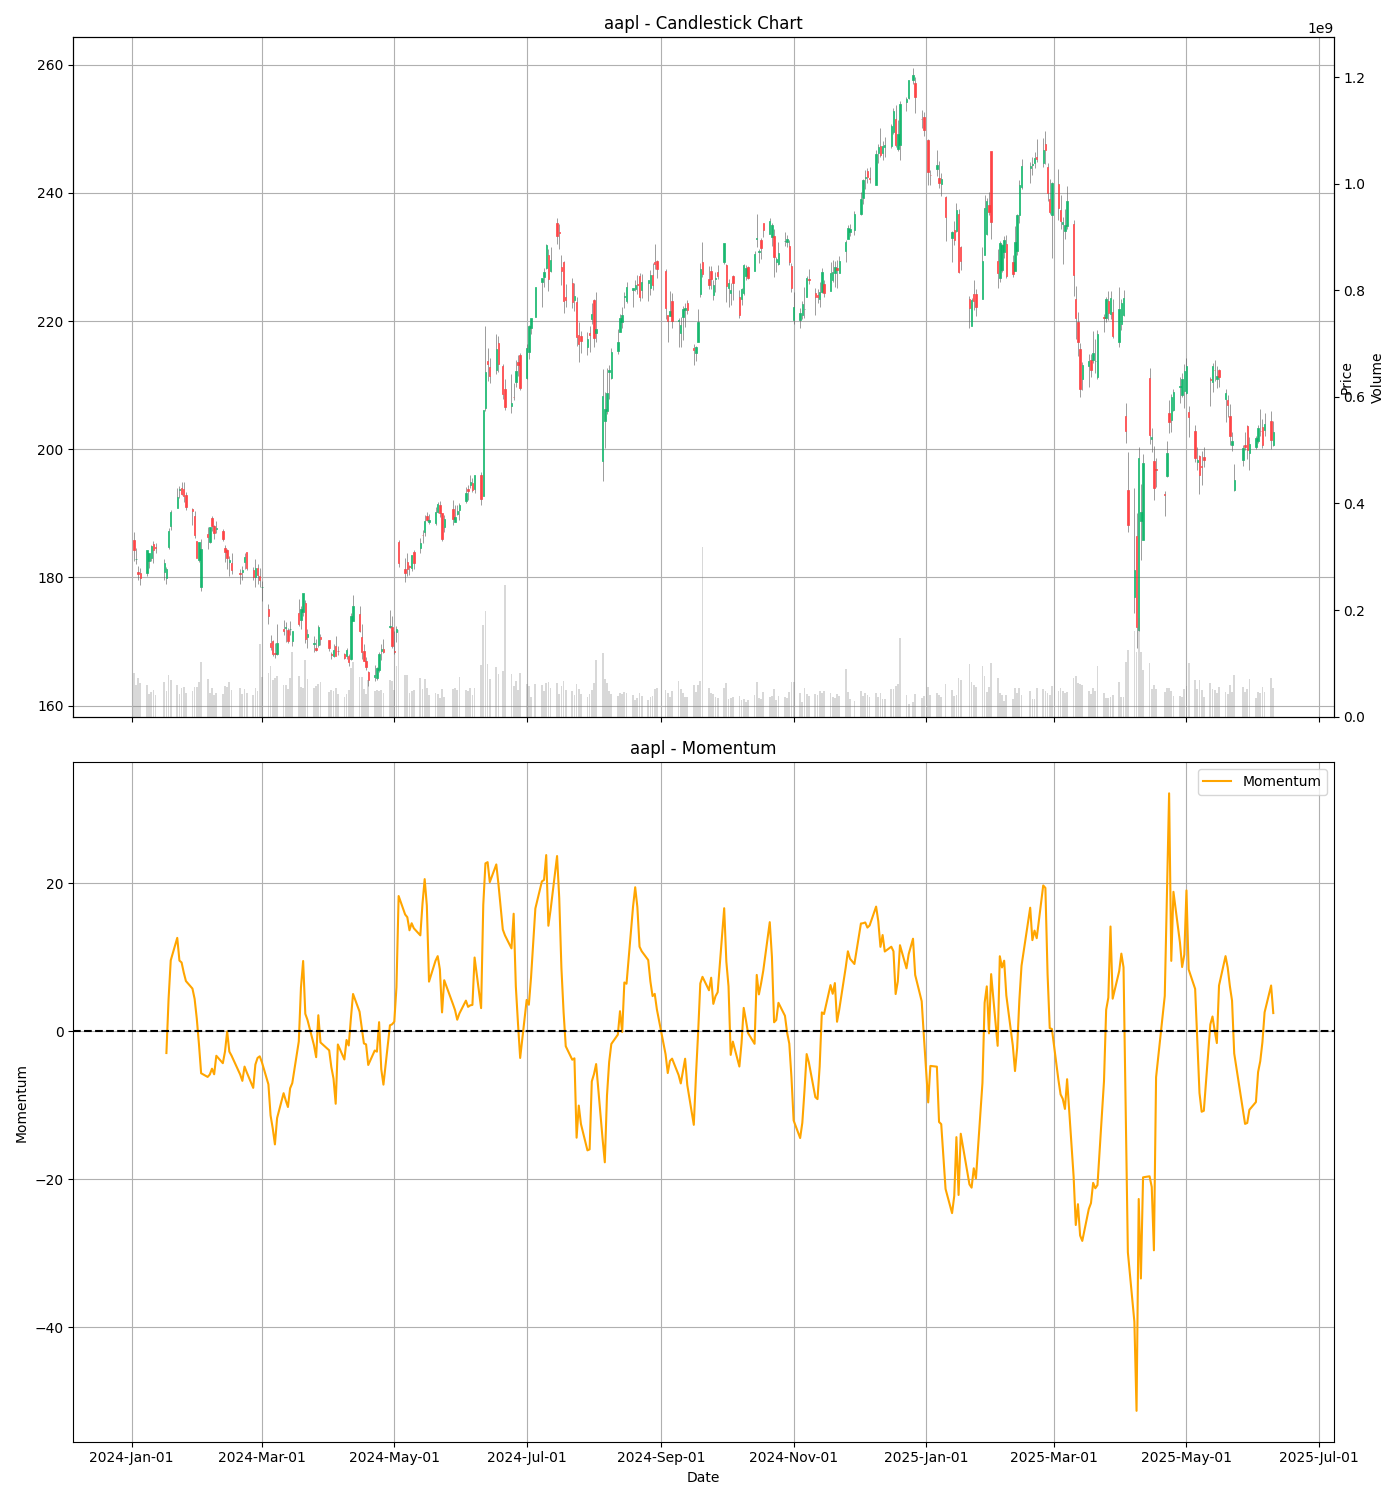 aapl - Candlestick Chart
1e9
260
240
220
200
180
160
1.2
1.0
0.8
0.6
0.4
0.2
0.0
Price
Volume
aapl - Momentum
Momentum
20
0
−20
−40
Momentum
2024-Jan-01
2024-Mar-01
2024-May-01
2024-Jul-01
2024-Sep-01
2024-Nov-01
2025-Jan-01
2025-Mar-01
2025-May-01
2025-Jul-01
Date